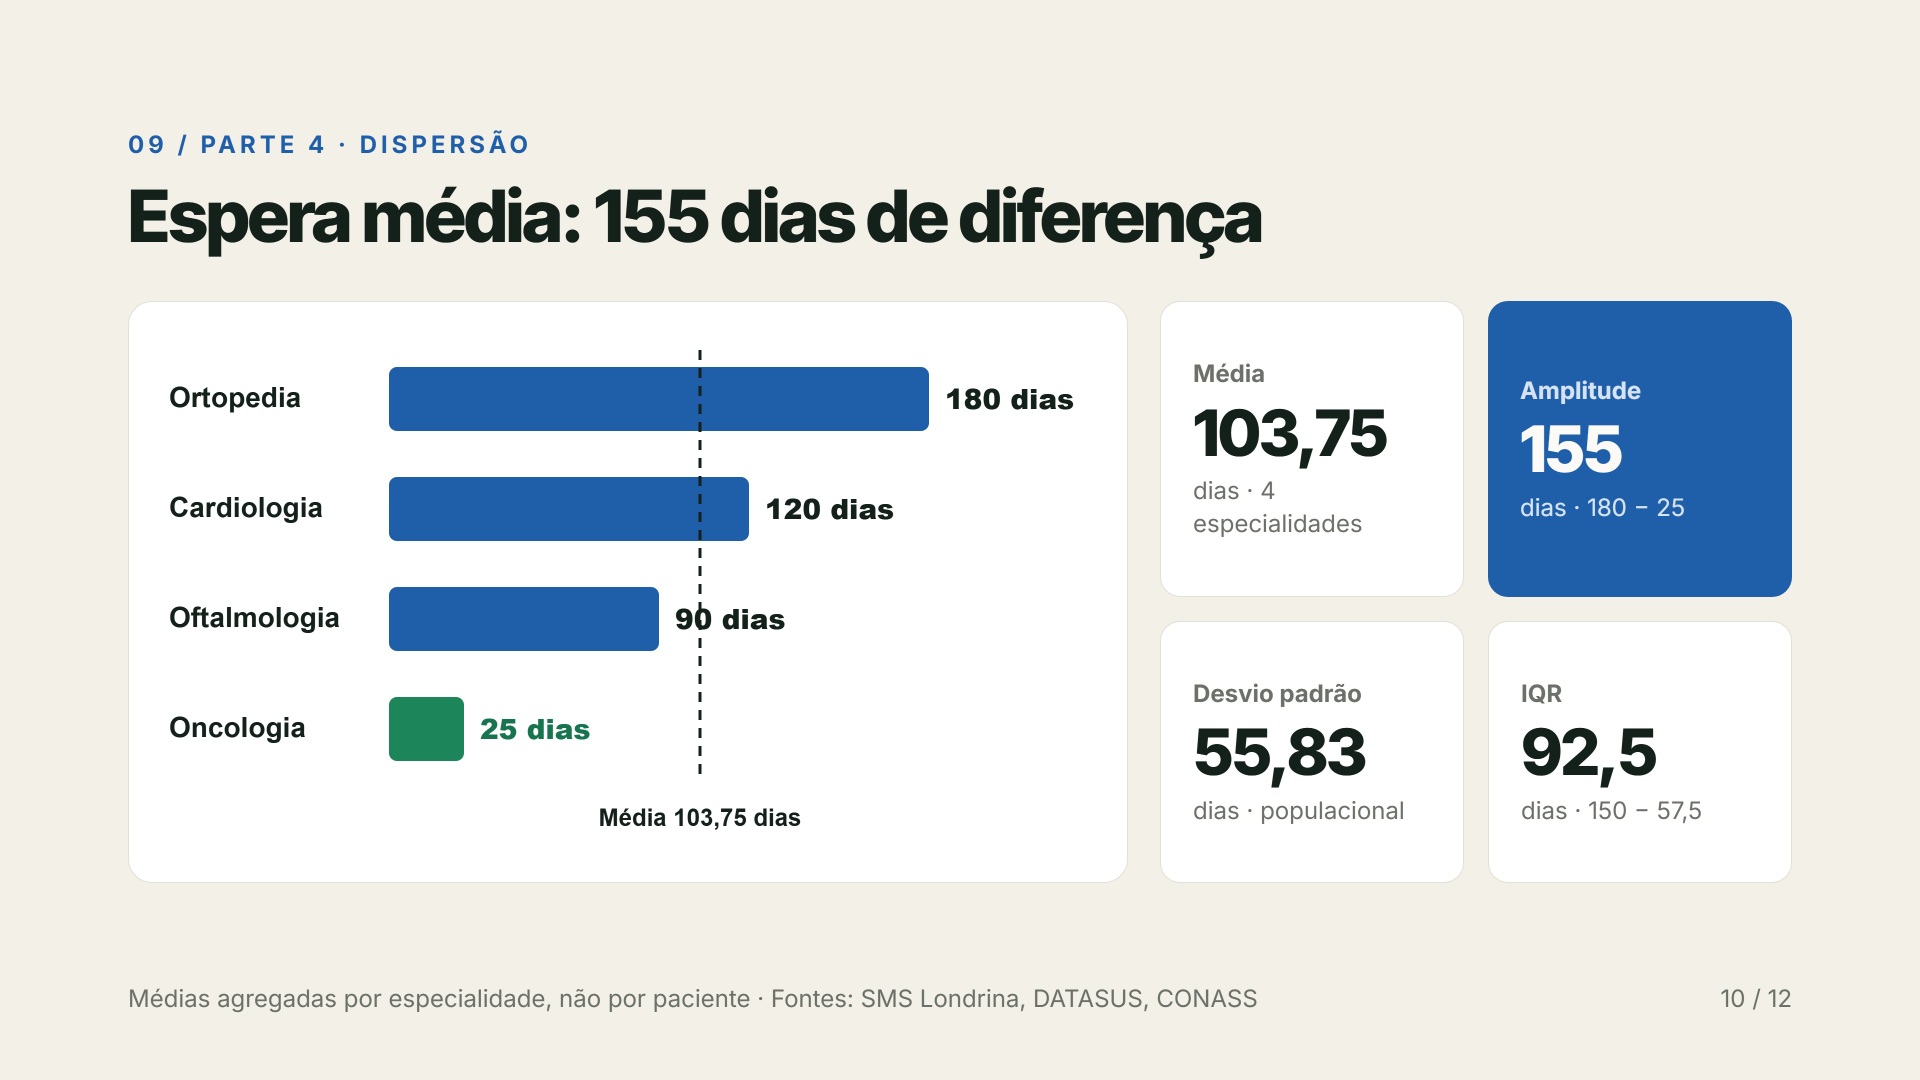 09 / PARTE 4 · DISPERSÃO
Espera média: 155 dias de diferença
Ortopedia
180 dias
Cardiologia
120 dias
Oftalmologia
90 dias
Oncologia
25 dias
Média 103,75 dias
Média
103,75
dias · 4
especialidades
Amplitude
155
dias · 180 − 25
Desvio padrão
55,83
dias · populacional
IQR
92,5
dias · 150 − 57,5
Médias agregadas por especialidade, não por paciente · Fontes: SMS Londrina, DATASUS, CONASS
10 / 12